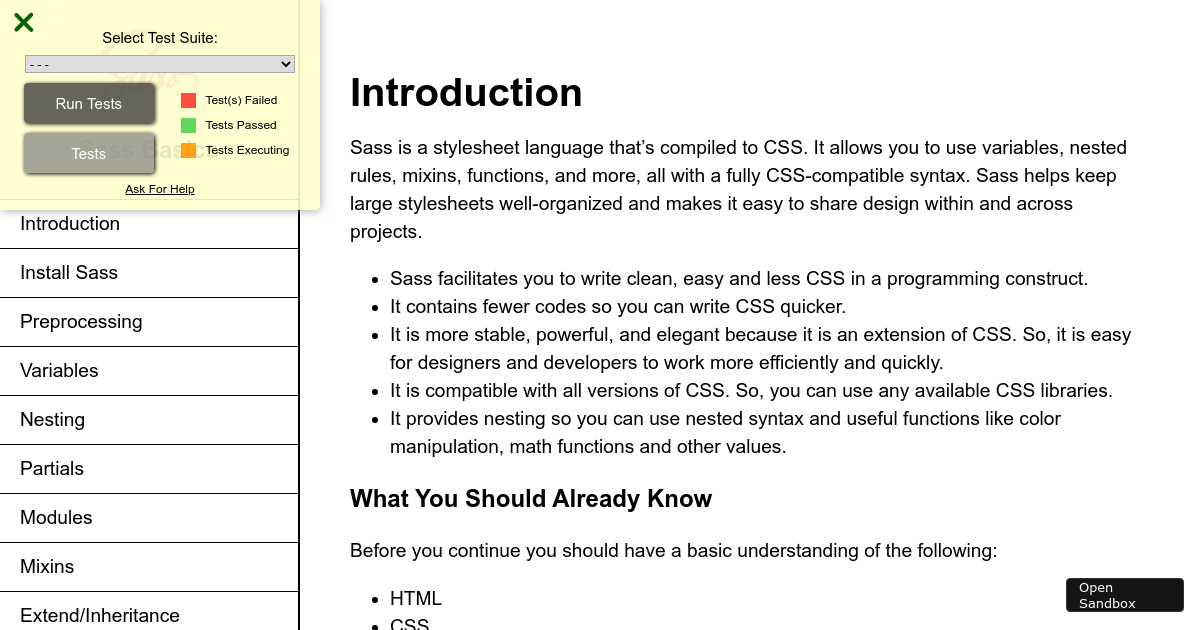 Select Test Suite:
- - -
Run Tests
Test(s) Failed
Tests Passed
Tests Executing
Sass Basics
Tests
Ask For Help
Introduction
Install Sass
Preprocessing
Variables
Nesting
Partials
Modules
Mixins
Extend/Inheritance
Introduction
Sass is a stylesheet language that’s compiled to CSS. It allows you to use variables, nested
rules, mixins, functions, and more, all with a fully CSS-compatible syntax. Sass helps keep
large stylesheets well-organized and makes it easy to share design within and across
projects.
Sass facilitates you to write clean, easy and less CSS in a programming construct.
It contains fewer codes so you can write CSS quicker.
It is more stable, powerful, and elegant because it is an extension of CSS. So, it is easy
for designers and developers to work more efficiently and quickly.
It is compatible with all versions of CSS. So, you can use any available CSS libraries.
It provides nesting so you can use nested syntax and useful functions like color
manipulation, math functions and other values.
What You Should Already Know
Before you continue you should have a basic understanding of the following:
HTML
CSS
Open
Sandbox